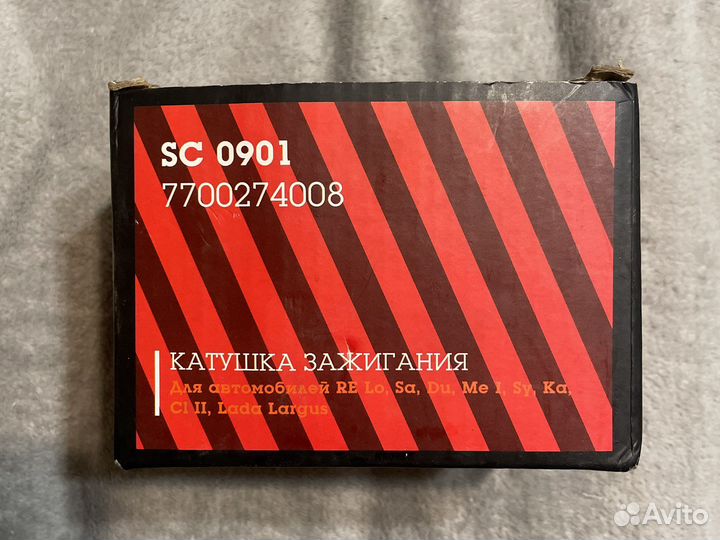 SC 0901
7700274008
КАТУШКА ЗАЖИГАНИЯ
Для автомобилей RE Lo, Sa, Du, Me I, Sy, Ka,
Cl II, Lada Largus
Avito